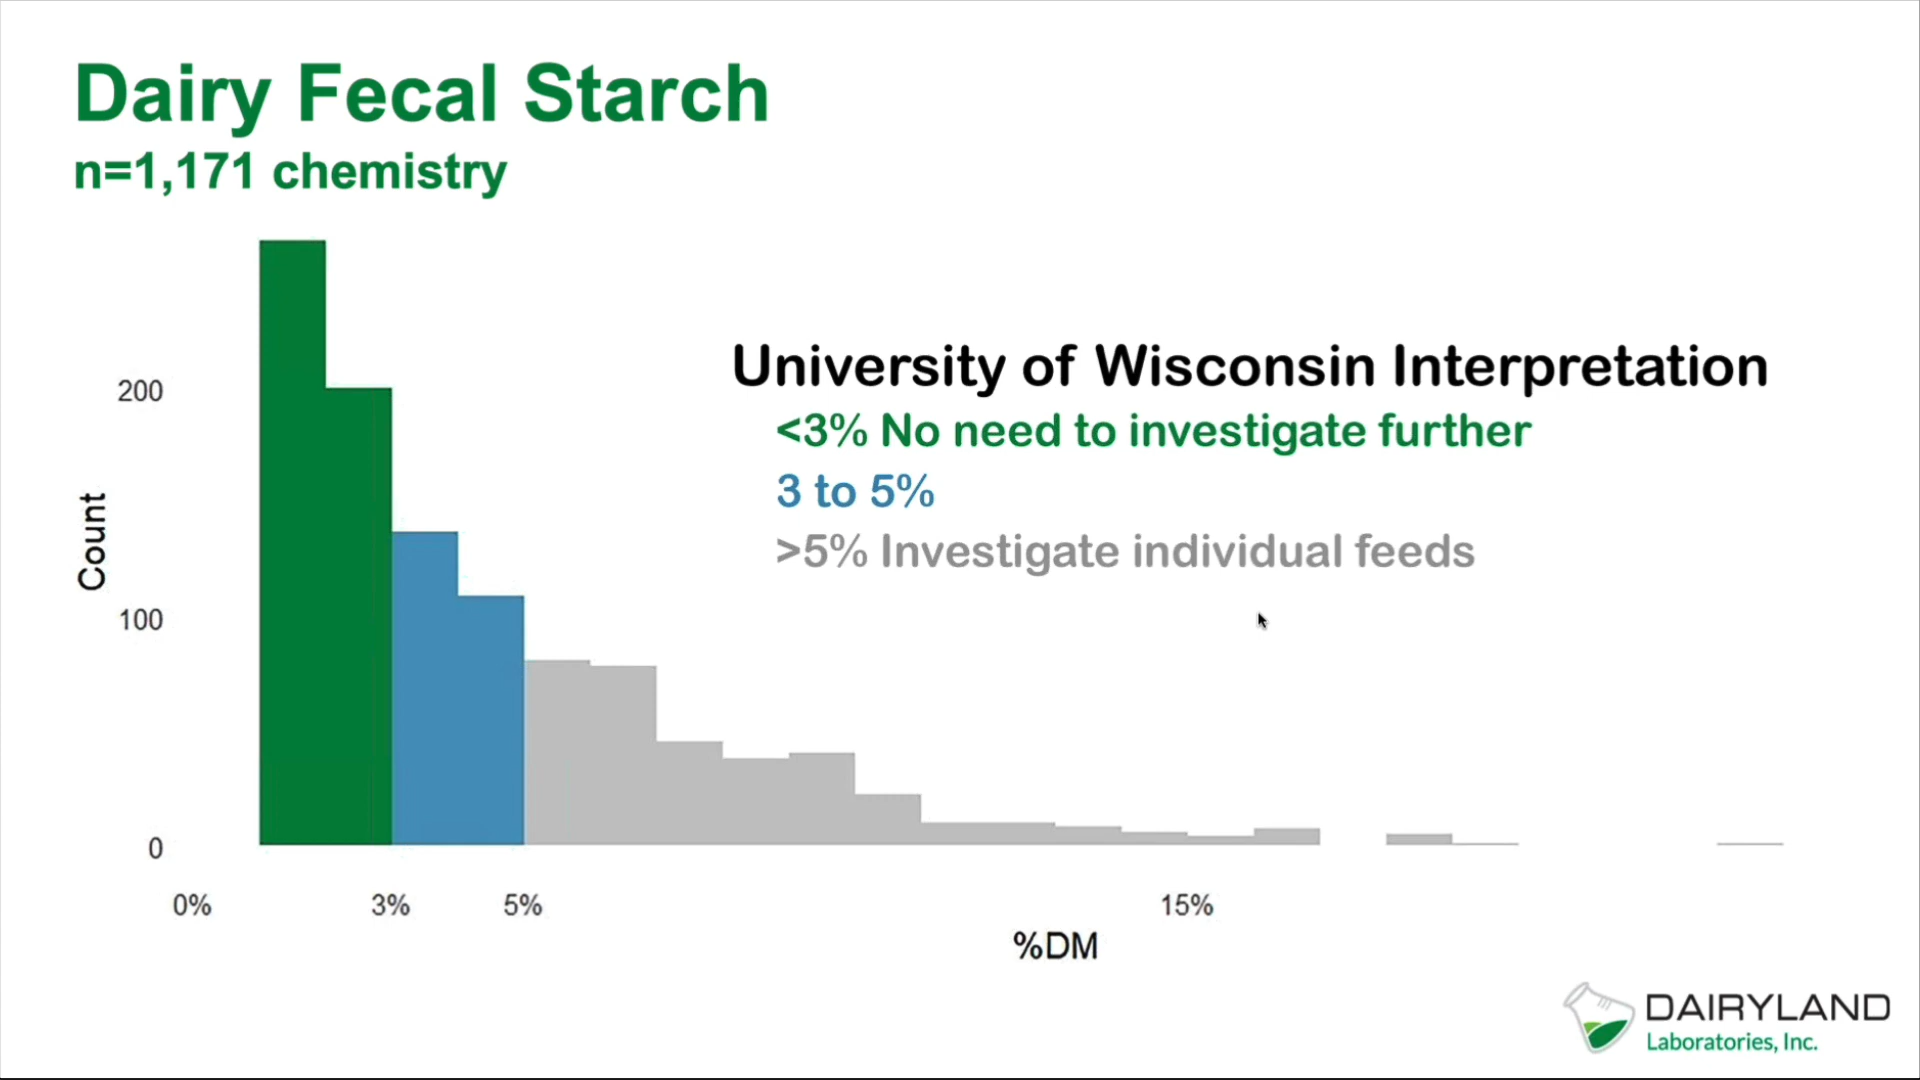 Dairy Fecal Starch
n=1,171 chemistry
University of Wisconsin Interpretation
<3% No need to investigate further
3 to 5%
>5% Investigate individual feeds
Count
200
100
0
0%
3%
5%
15%
%DM
DAIRYLAND
Laboratories, Inc.